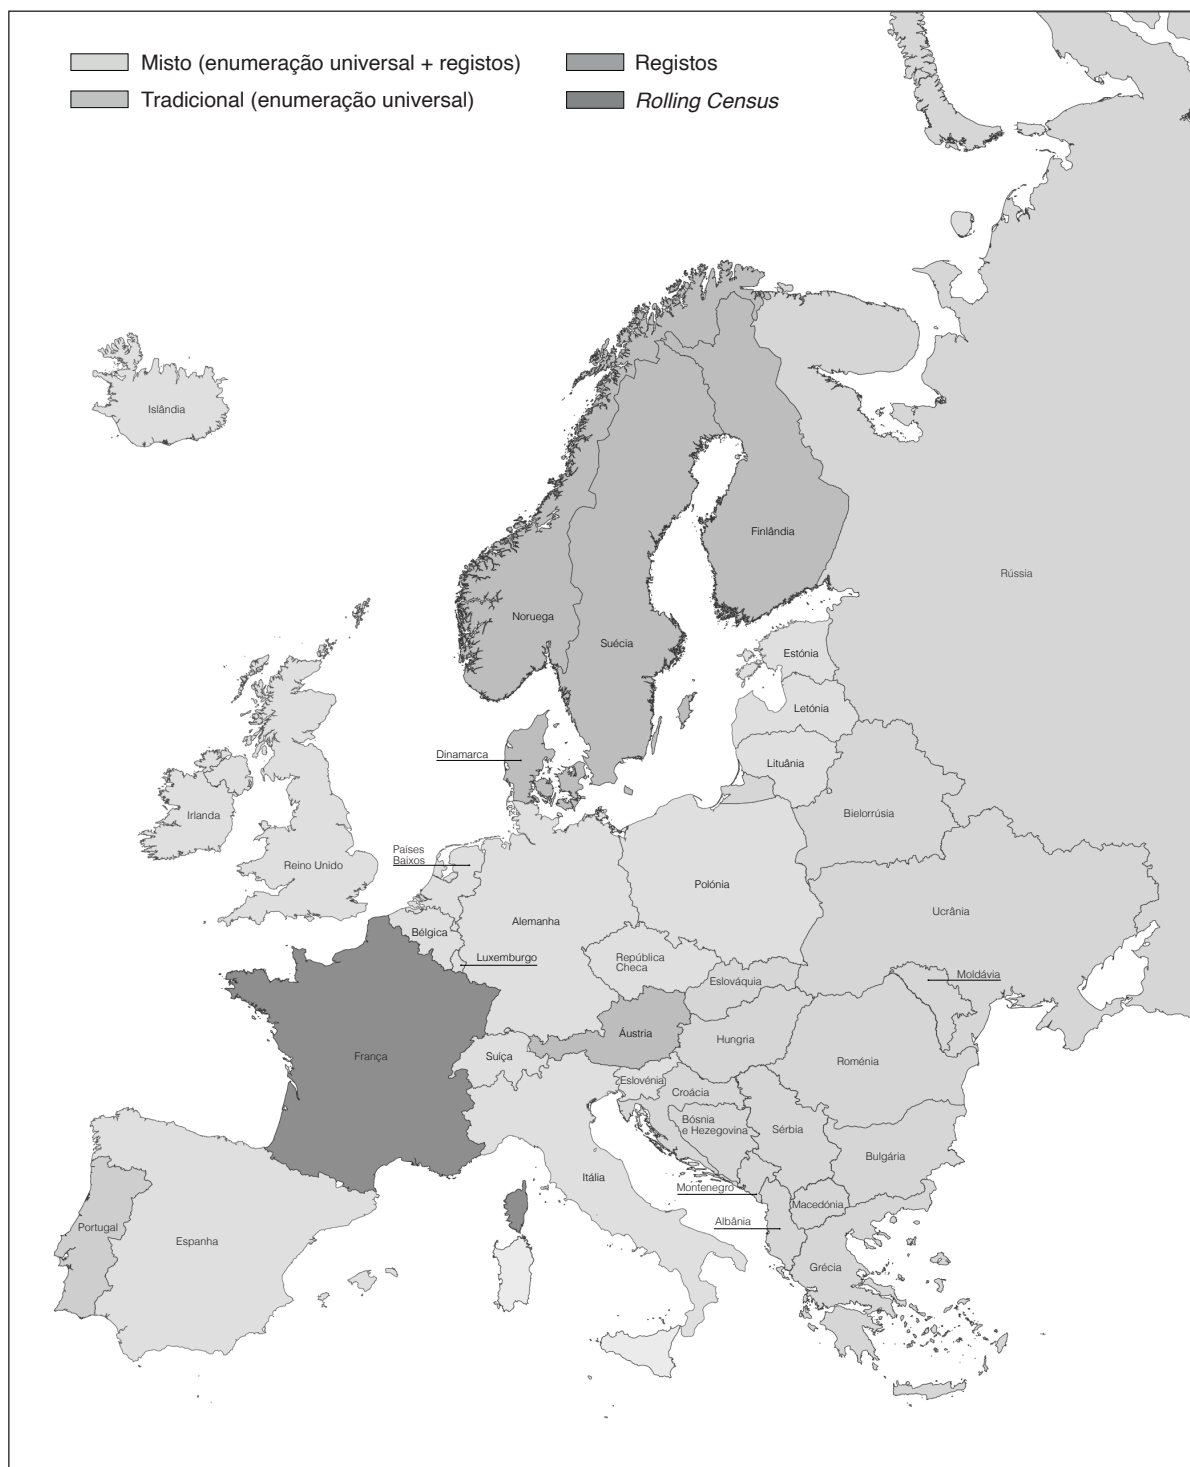 Misto (enumeração universal + registos)
Registos
Tradicional (enumeração universal)
Rolling Census
Islândia
Finlândia
Rússia
Noruega
Suécia
Estónia
Letónia
Dinamarca
Lituânia
Bielorrúsia
Irlanda
Países
Baixos
Reino Unido
Polónia
Ucrânia
Alemanha
Bélgica
República
Checa
Luxemburgo
Eslováquia
Moldávia
Áustria
Hungria
França
Suíça
Roménia
Eslovénia
Croácia
Bósnia
e Hezegovina
Sérbia
Bulgária
Itália
Montenegro
Macedónia
Albânia
Portugal
Espanha
Grécia